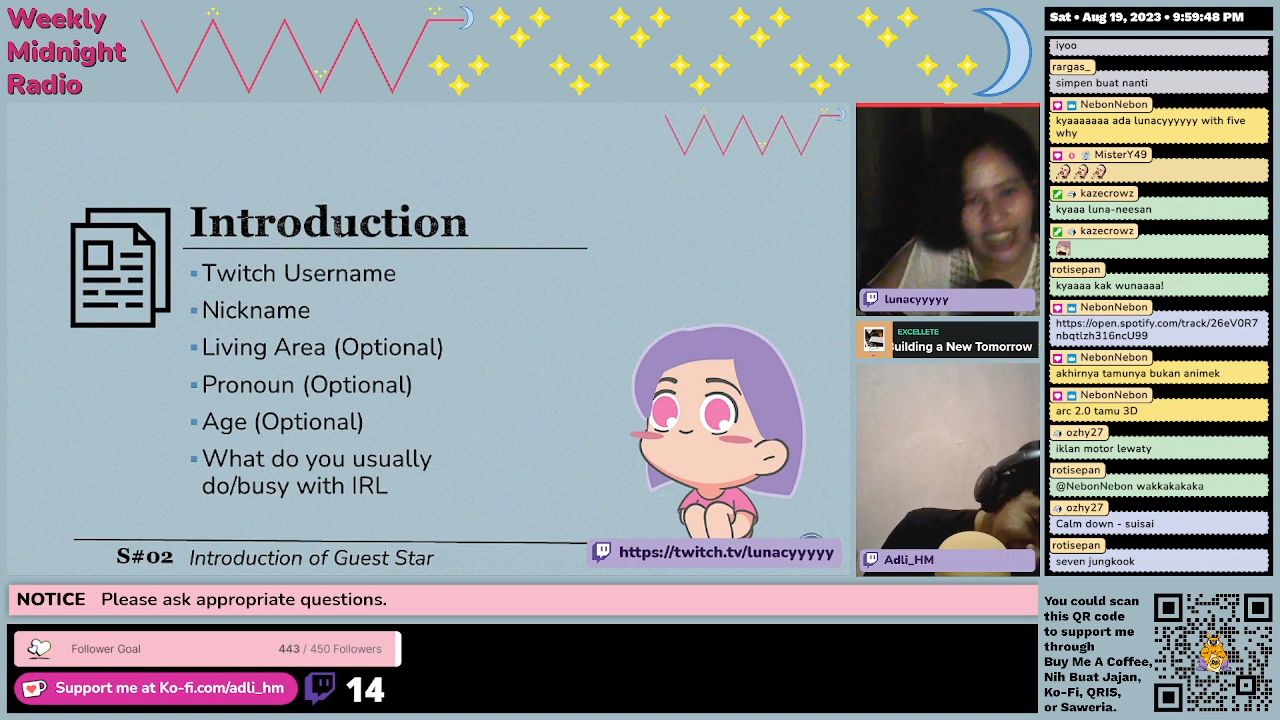 Weekly
Midnight
Radio
Introduction
Twitch Username
Nickname
Living Area (Optional)
Pronoun (Optional)
Age (Optional)
What do you usually
do/busy with IRL
S#02 Introduction of Guest Star
https://twitch.tv/lunacyyyyy
lunacyyyyy
EXCELLETE
uilding a New Tomorrow
Adli_HM
NOTICE Please ask appropriate questions.
Follower Goal 443 / 450 Followers
Support me at Ko-fi.com/adli_hm
14
Sat • Aug 19, 2023 • 9:59:48 PM
iyoo
rargas_
simpen buat nanti
NebonNebon
kyaaaaaaa ada lunacyyyyyy with five
why
MisterY49
kazecrowz
kyaaa luna-neesan
kazecrowz
rotisepan
kyaaaa kak wunaaaa!
NebonNebon
https://open.spotify.com/track/26eV0R7
nbqtlzh316ncU99
NebonNebon
akhirnya tamunya bukan animek
NebonNebon
arc 2.0 tamu 3D
ozhy27
iklan motor lewaty
rotisepan
@NebonNebon wakkakakaka
ozhy27
Calm down - suisai
rotisepan
seven jungkook
You could scan
this QR code
to support me
through
Buy Me A Coffee,
Nih Buat Jajan,
Ko-Fi, QRIS,
or Saweria.